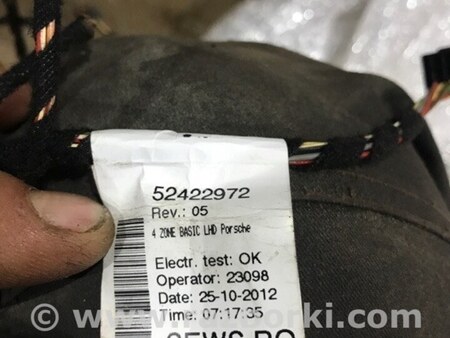 52422972
Rev.: 05
4 ZONE BASIC LHD Porsche
Electr. test: OK
Operator: 23098
Date: 25-10-2012
Time: 07:17:35